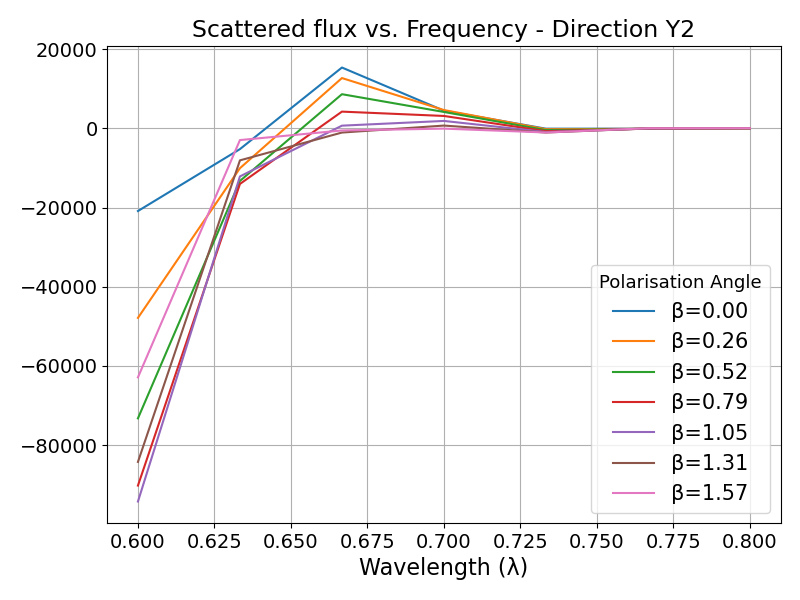 Scattered flux vs. Frequency - Direction Y2
20000
0
−20000
−40000
−60000
−80000
Polarisation Angle
β=0.00
β=0.26
β=0.52
β=0.79
β=1.05
β=1.31
β=1.57
0.600 0.625 0.650 0.675 0.700 0.725 0.750 0.775 0.800
Wavelength (λ)